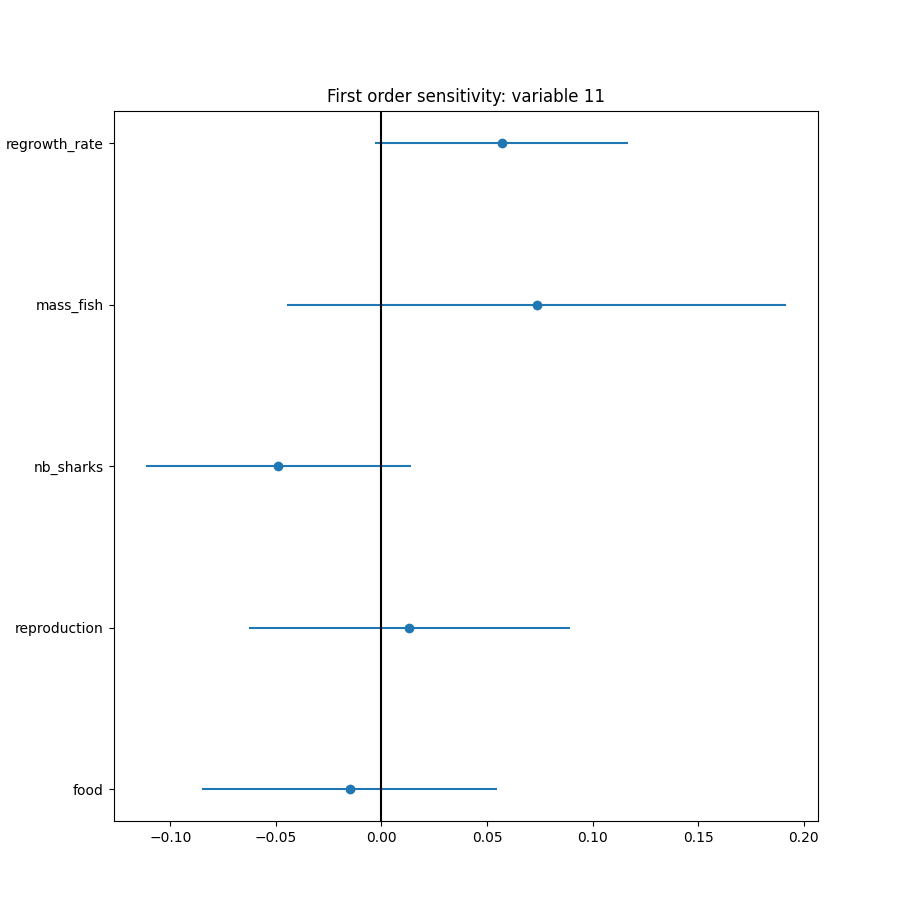 First order sensitivity: variable 11
regrowth_rate
mass_fish
nb_sharks
reproduction
food
−0.10 −0.05 0.00 0.05 0.10 0.15 0.20